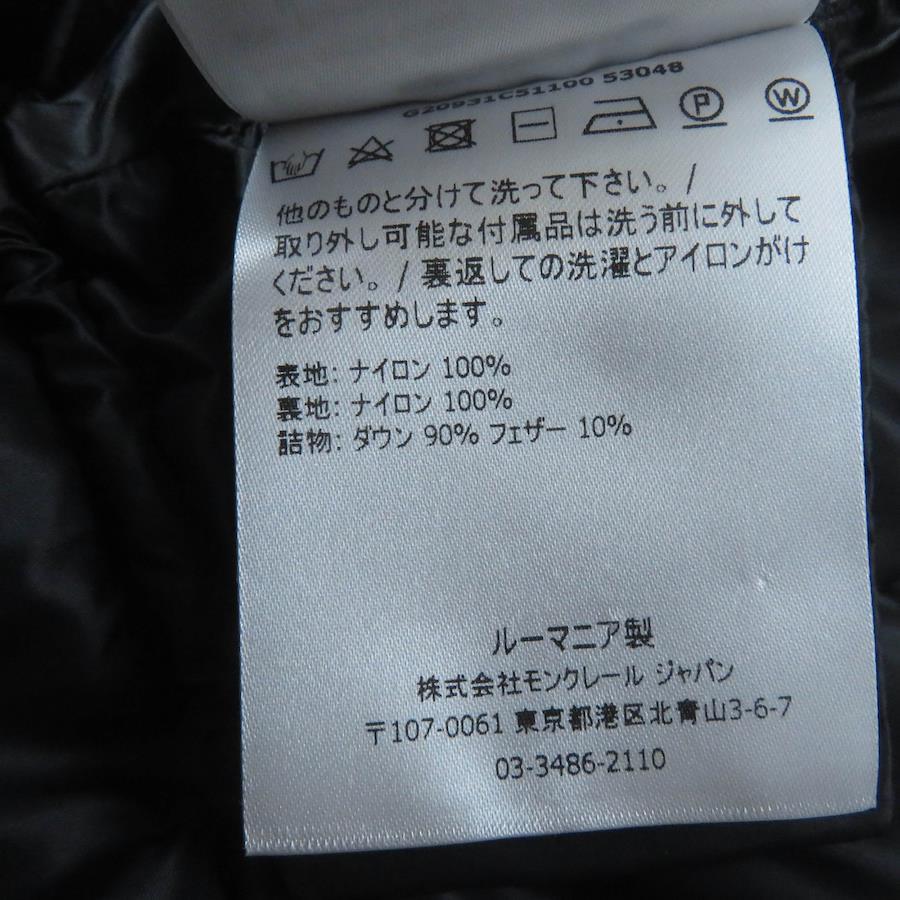 G20931C51100 53048
P W
他のものと分けて洗って下さい。/
取り外し可能な付属品は洗う前に外して
ください。/ 裏返しての洗濯とアイロンがけ
をおすすめします。
表地: ナイロン 100%
裏地: ナイロン 100%
詰物: ダウン 90% フェザー 10%
ルーマニア製
株式会社モンクレール ジャパン
〒107-0061 東京都港区北青山3-6-7
03-3486-2110